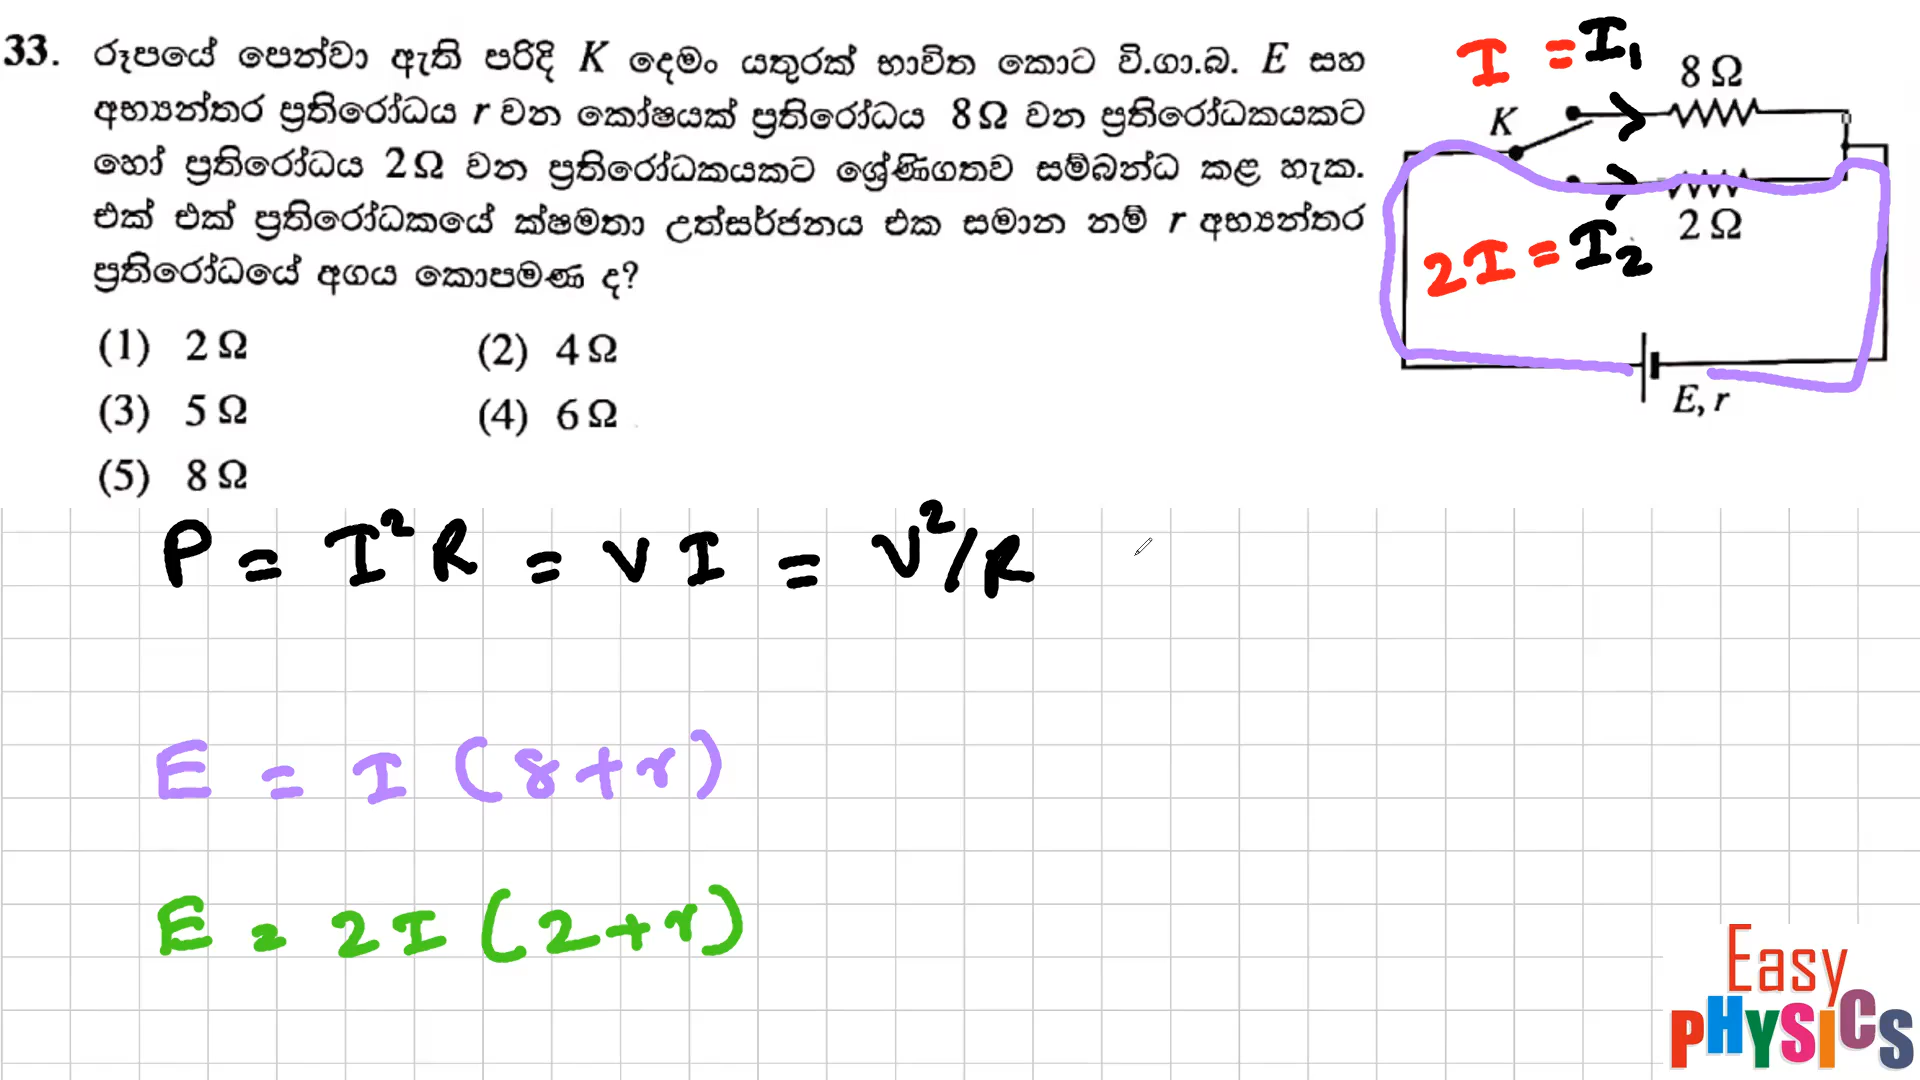 33. රූපයේ පෙන්වා ඇති පරිදි K දෙමං යතුරක් භාවිත කොට වි.ගා.බ. E සහ
අභ්‍යන්තර ප්‍රතිරෝධය r වන කෝෂයක් ප්‍රතිරෝධය 8 Ω වන ප්‍රතිරෝධකයකට
හෝ ප්‍රතිරෝධය 2 Ω වන ප්‍රතිරෝධකයකට ශ්‍රේණිගතව සම්බන්ධ කළ හැක.
එක් එක් ප්‍රතිරෝධකයේ ක්ෂමතා උත්සර්ජනය එක සමාන නම් r අභ්‍යන්තර
ප්‍රතිරෝධයේ අගය කොපමණ ද?
(1) 2 Ω (2) 4 Ω
(3) 5 Ω (4) 6 Ω
(5) 8 Ω
I = I₁
8 Ω
K
2 Ω
2I = I₂
E, r
P = I²R = VI = V²/R
E = I (8+r)
E = 2I (2+r)
Easy
PHYSICS